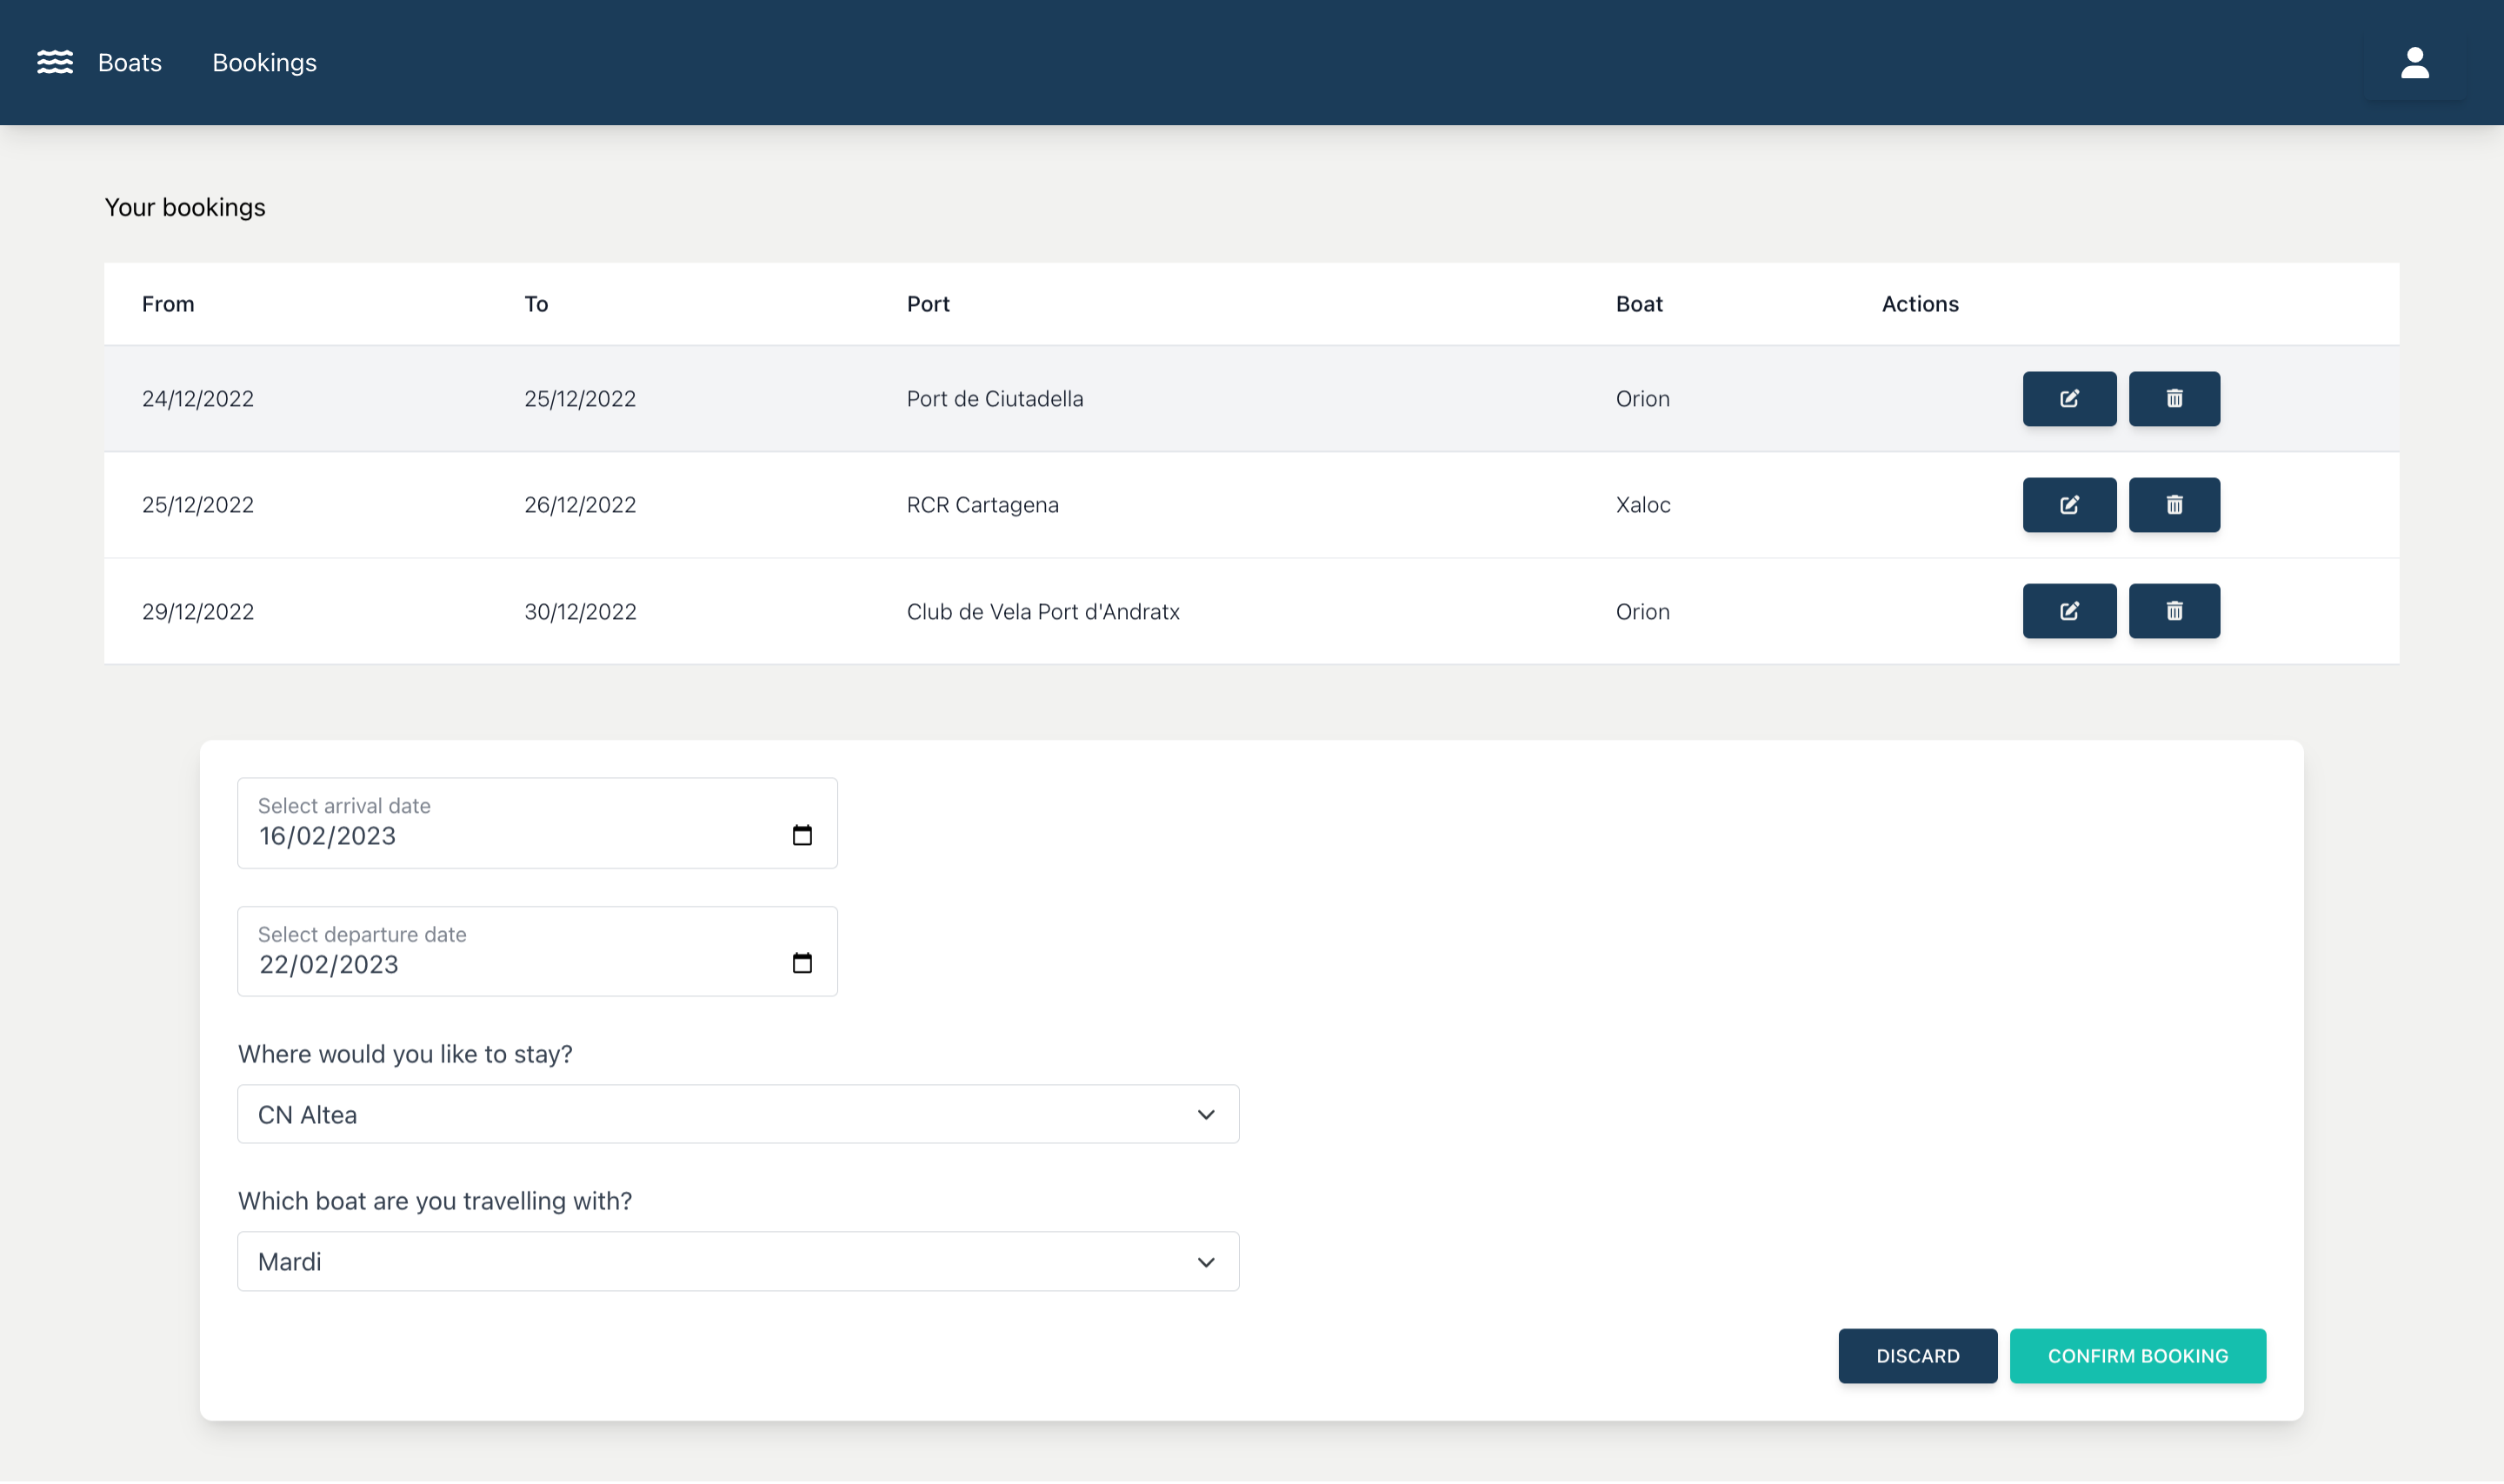 Boats Bookings
Your bookings
From To Port Boat Actions
24/12/2022 25/12/2022 Port de Ciutadella Orion
25/12/2022 26/12/2022 RCR Cartagena Xaloc
29/12/2022 30/12/2022 Club de Vela Port d'Andratx Orion
Select arrival date
16/02/2023
Select departure date
22/02/2023
Where would you like to stay?
CN Altea
Which boat are you travelling with?
Mardi
DISCARD CONFIRM BOOKING